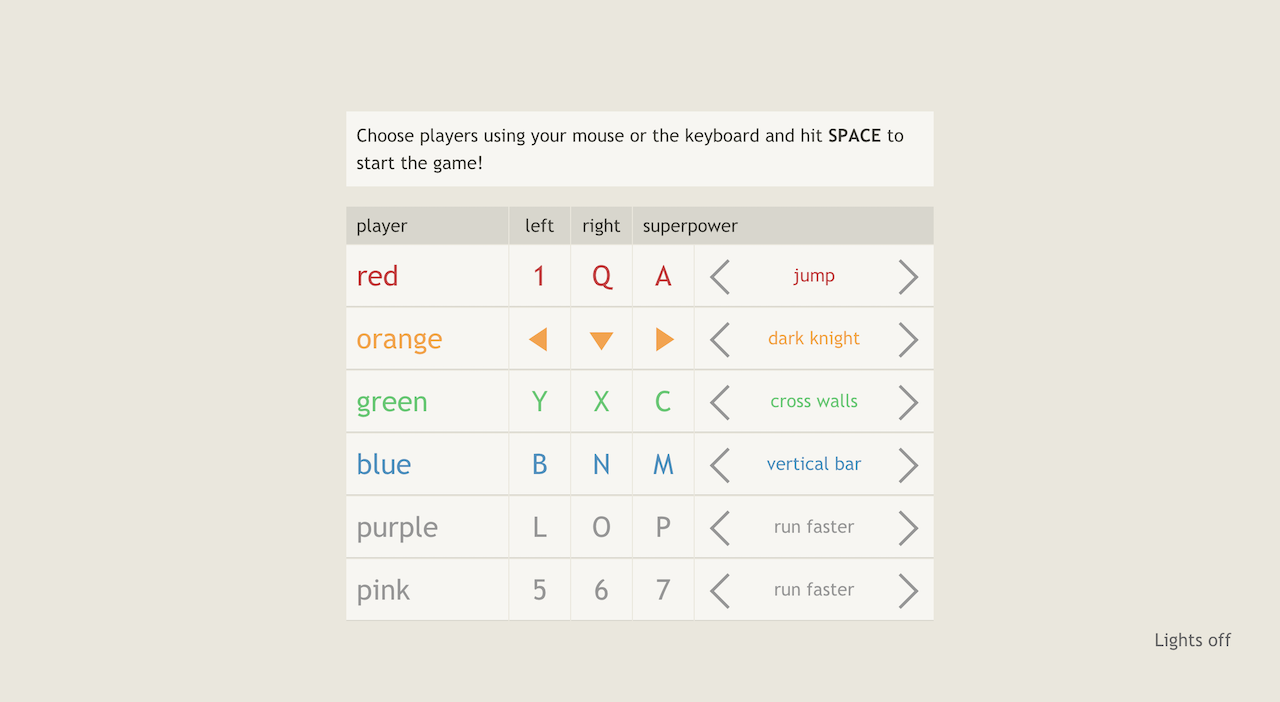 Choose players using your mouse or the keyboard and hit SPACE to
start the game!
player left right superpower
red 1 Q A jump
orange dark knight
green Y X C cross walls
blue B N M vertical bar
purple L O P run faster
pink 5 6 7 run faster
Lights off